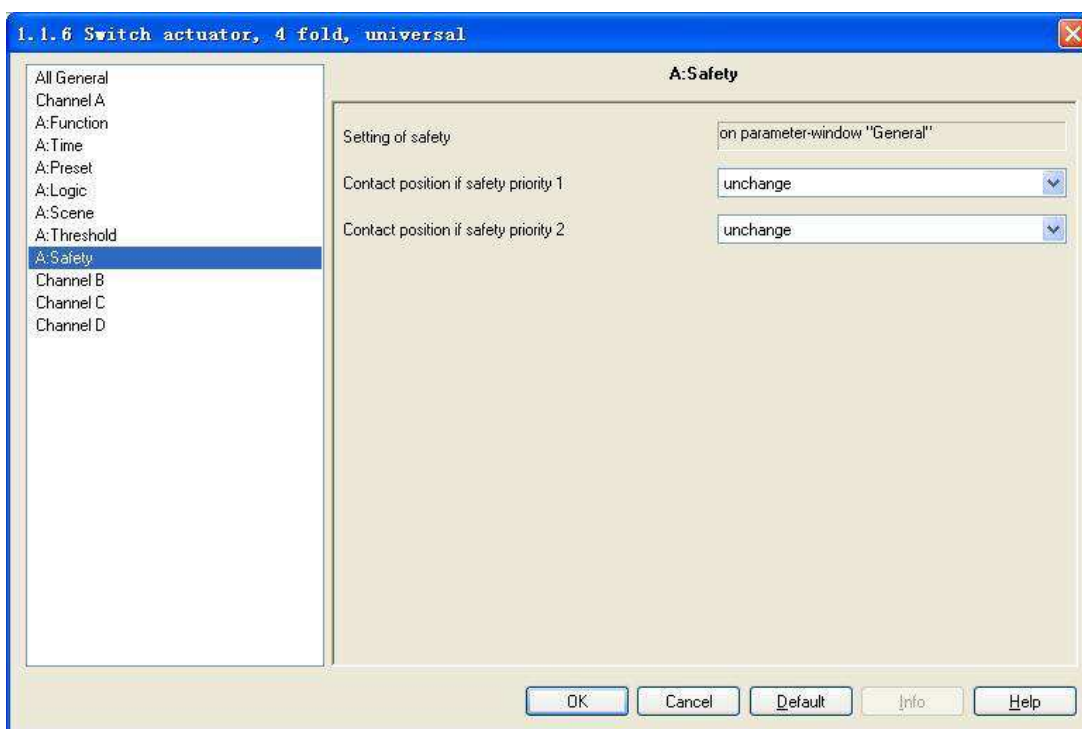 1.1.6 Switch actuator, 4 fold, universal
All General
Channel A
A:Function
A:Time
A:Preset
A:Logic
A:Scene
A:Threshold
A:Safety
Channel B
Channel C
Channel D
A:Safety
Setting of safety
on parameter-window "General"
Contact position if safety priority 1
unchange
Contact position if safety priority 2
unchange
OK
Cancel
Default
Info
Help